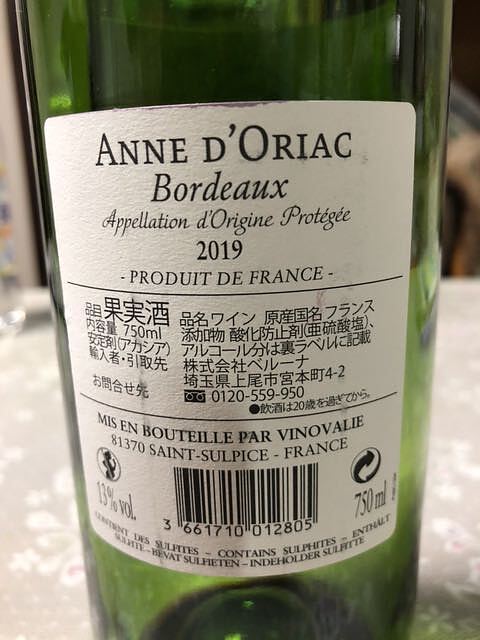 ANNE D'ORIAC
Bordeaux
Appellation d'Origine Protégée
2019
- PRODUIT DE FRANCE -
品目 果実酒 品名 ワイン 原産国名 フランス
内容量 750ml 添加物 酸化防止剤(亜硫酸塩)、
安定剤(アカシア) アルコール分は裏ラベルに記載
輸入者・引取先 株式会社ベルーナ
埼玉県上尾市宮本町4-2
お問合せ先 0120-559-950
●飲酒は20歳を過ぎてから。
MIS EN BOUTEILLE PAR VINOVALIE
81370 SAINT-SULPICE - FRANCE
13% vol.
750 ml
3 661710 012805
CONTIENT DES SULFITES - CONTAINS SULPHITES - ENTHÄLT
SULFITE - BEVAT SULFIETEN - INDEHOLDER SULFITTE